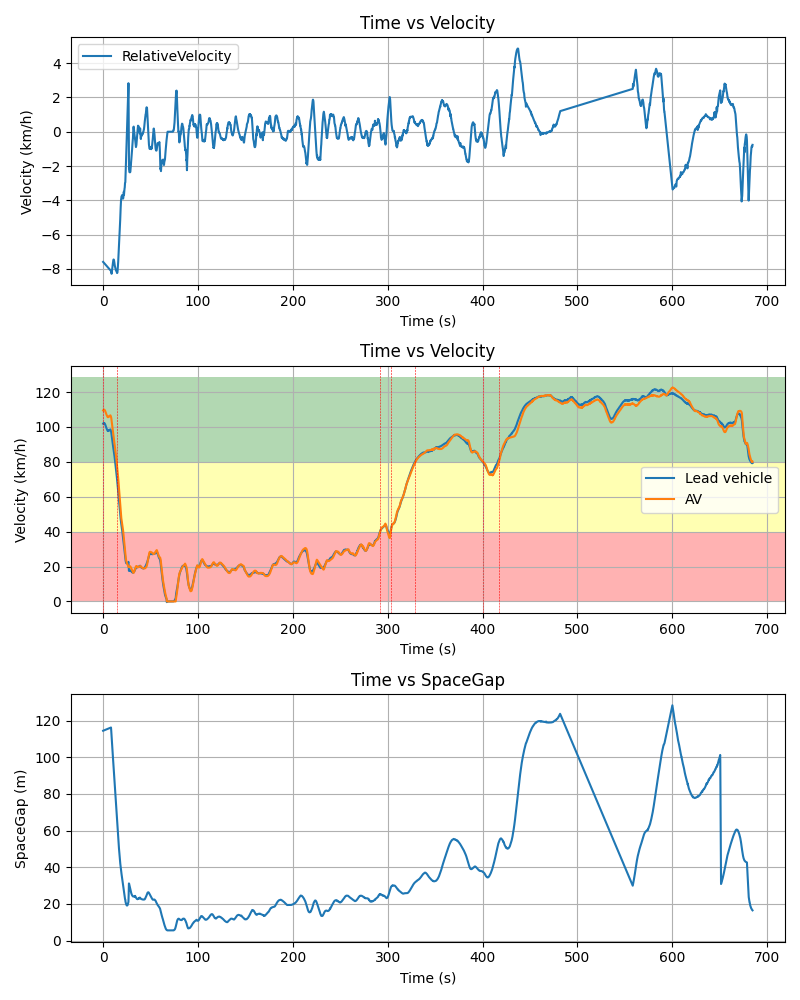 Time vs Velocity
RelativeVelocity
4
2
0
−2
−4
−6
−8
Velocity (km/h)
0 100 200 300 400 500 600 700
Time (s)
Time vs Velocity
120
100
80
60
40
20
0
Velocity (km/h)
Lead vehicle
AV
0 100 200 300 400 500 600 700
Time (s)
Time vs SpaceGap
120
100
80
60
40
20
0
SpaceGap (m)
0 100 200 300 400 500 600 700
Time (s)